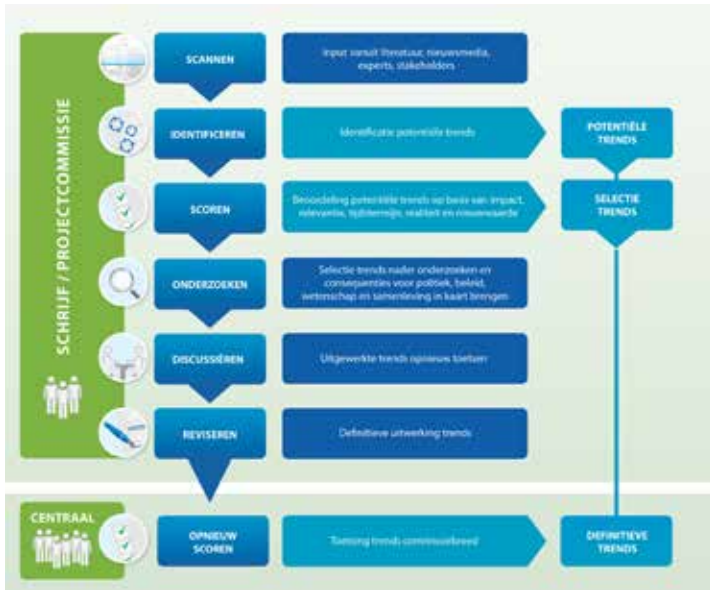 SCHRIJF / PROJECTCOMMISSIE
SCANNEN
Input vanuit literatuur, nieuwsmedia,
experts, stakeholders
IDENTIFICEREN
Identificatie potentiële trends
POTENTIËLE
TRENDS
SCOREN
Beoordeling potentiële trends op basis van impact,
relevantie, tijdstermijn, realiteit en nieuwswaarde
SELECTIE
TRENDS
ONDERZOEKEN
Selectie trends nader onderzoeken en
consequenties voor politiek, beleid,
wetenschap en samenleving in kaart brengen
DISCUSSIËREN
Uitgewerkte trends opnieuw toetsen
REVISEREN
Definitieve uitwerking trends
CENTRAAL
OPNIEUW
SCOREN
Toetsing trends commissiebreed
DEFINITIEVE
TRENDS